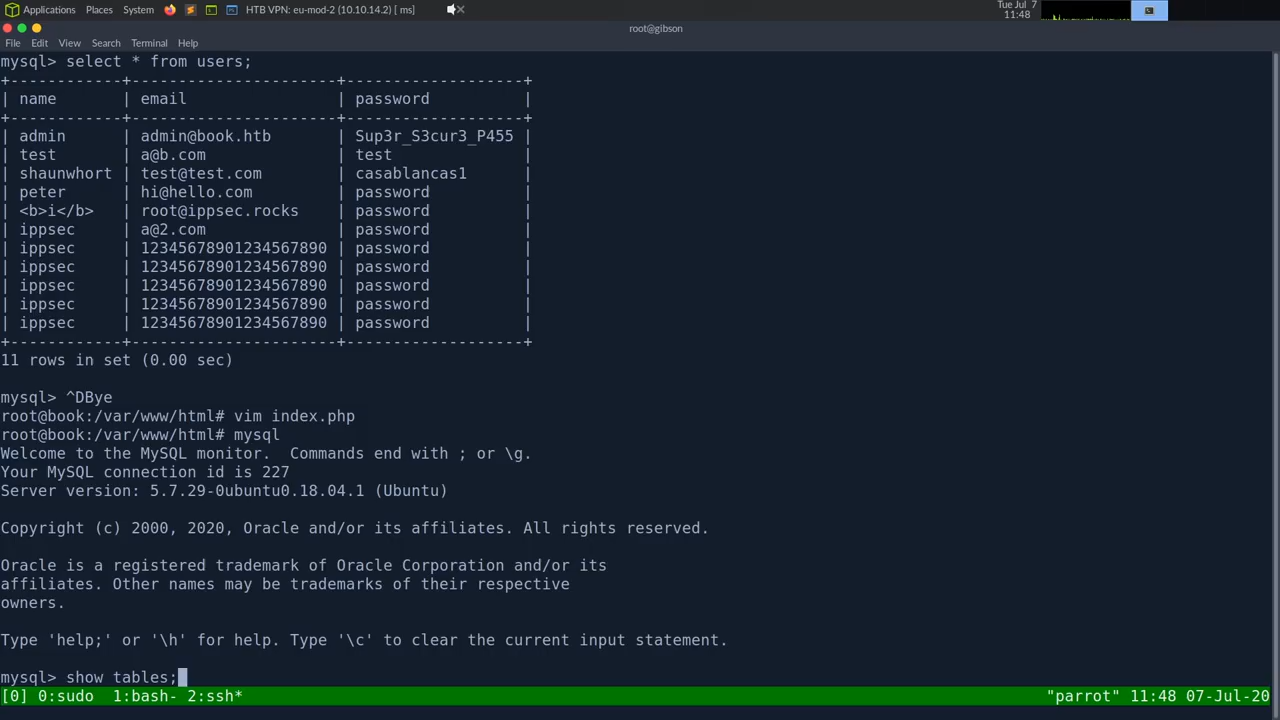 Applications Places System HTB VPN: eu-mod-2 (10.10.14.2) [ ms] Tue Jul 7
11:48
root@gibson
File Edit View Search Terminal Help
mysql> select * from users;
+------------+----------------------+-------------------+
| name       | email                | password          |
+------------+----------------------+-------------------+
| admin      | admin@book.htb       | Sup3r_S3cur3_P455 |
| test       | a@b.com              | test              |
| shaunwhort | test@test.com        | casablancas1      |
| peter      | hi@hello.com         | password          |
| <b>i</b>   | root@ippsec.rocks    | password          |
| ippsec     | a@2.com              | password          |
| ippsec     | 12345678901234567890 | password          |
| ippsec     | 12345678901234567890 | password          |
| ippsec     | 12345678901234567890 | password          |
| ippsec     | 12345678901234567890 | password          |
| ippsec     | 12345678901234567890 | password          |
+------------+----------------------+-------------------+
11 rows in set (0.00 sec)
mysql> ^DBye
root@book:/var/www/html# vim index.php
root@book:/var/www/html# mysql
Welcome to the MySQL monitor.  Commands end with ; or \g.
Your MySQL connection id is 227
Server version: 5.7.29-0ubuntu0.18.04.1 (Ubuntu)
Copyright (c) 2000, 2020, Oracle and/or its affiliates. All rights reserved.
Oracle is a registered trademark of Oracle Corporation and/or its
affiliates. Other names may be trademarks of their respective
owners.
Type 'help;' or '\h' for help. Type '\c' to clear the current input statement.
mysql> show tables;
[0] 0:sudo  1:bash- 2:ssh* "parrot" 11:48 07-Jul-20